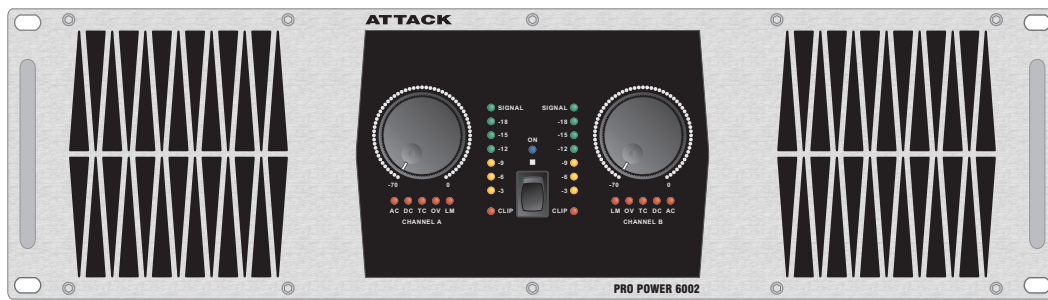 ATTACK
SIGNAL SIGNAL
-18 -18
-15 -15
ON
-12 -12
-9 -9
-6 -6
-3 -3
-70 0 -70 0
AC DC TC OV LM CLIP CLIP LM OV TC DC AC
CHANNEL A CHANNEL B
PRO POWER 6002